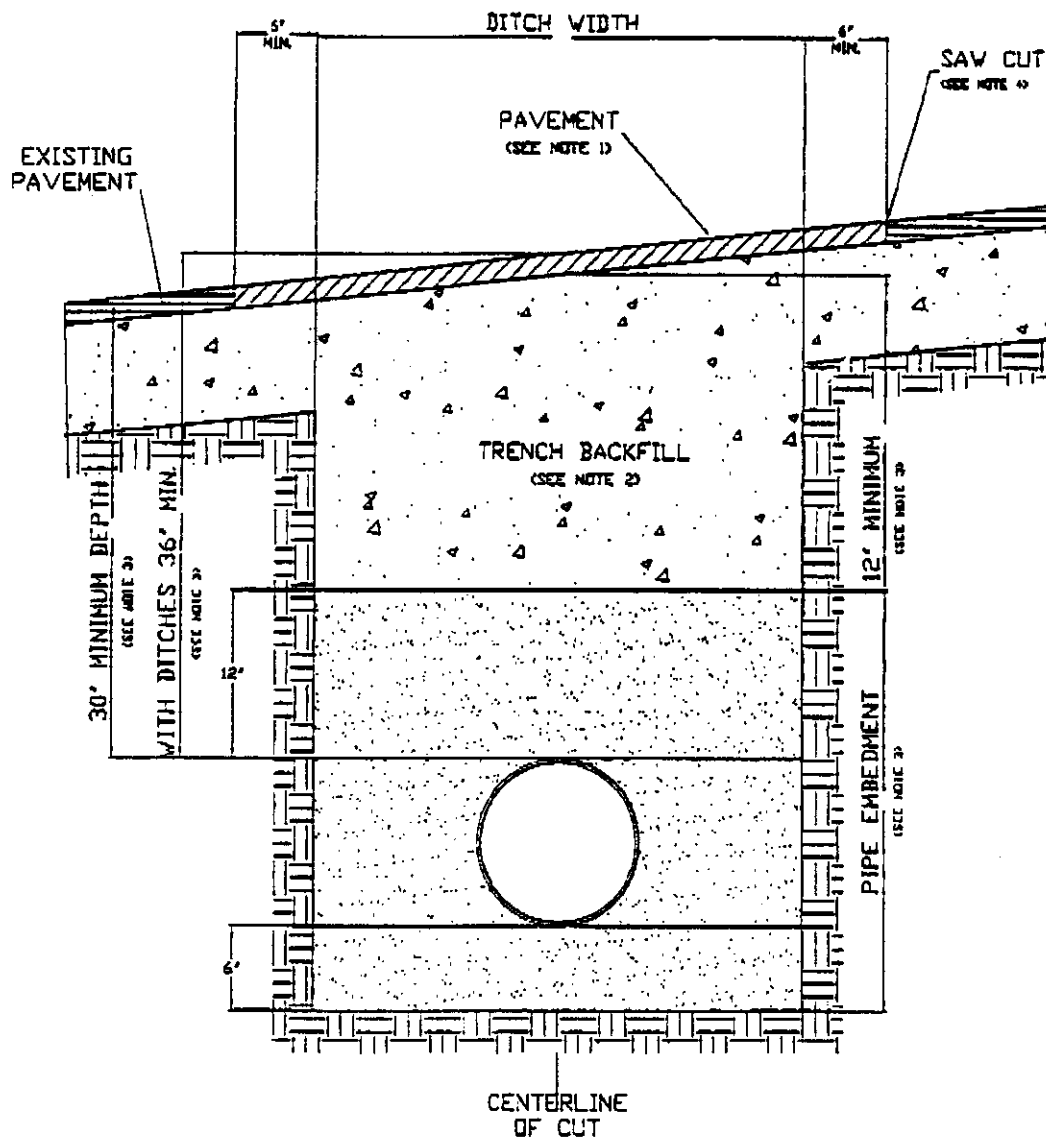 DITCH WIDTH
MIN.
6"
MIN.
SAW CUT
(SEE NOTE 4)
PAVEMENT
(SEE NOTE 1)
EXISTING
PAVEMENT
TRENCH BACKFILL
(SEE NOTE 2)
30" MINIMUM DEPTH
(SEE NOTE 3)
WITH DITCHES 36" MIN.
(SEE NOTE 3)
12" MINIMUM
(SEE NOTE 3)
12"
PIPE EMBEDMENT
(SEE NOTE 3)
6"
CENTERLINE
OF CUT